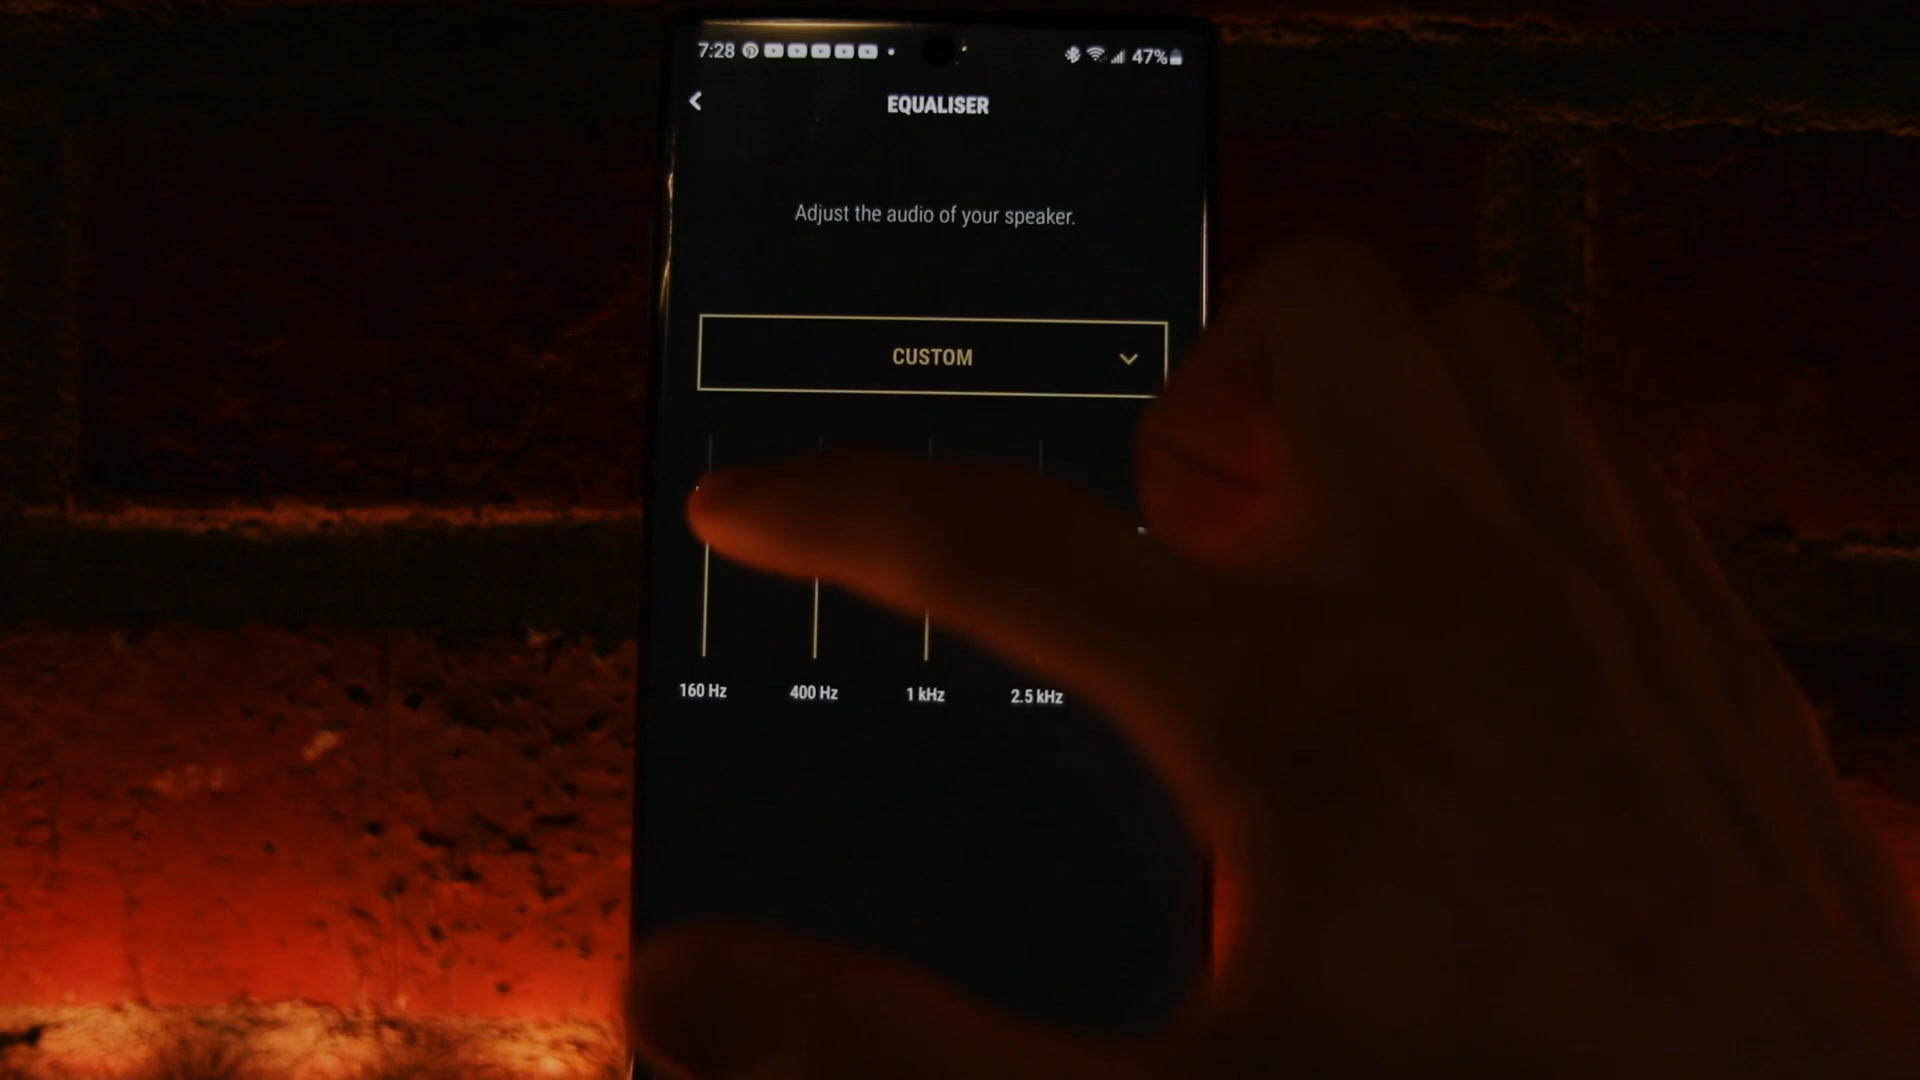 7:28
47%
EQUALISER
Adjust the audio of your speaker.
CUSTOM
160 Hz 400 Hz 1 kHz 2.5 kHz